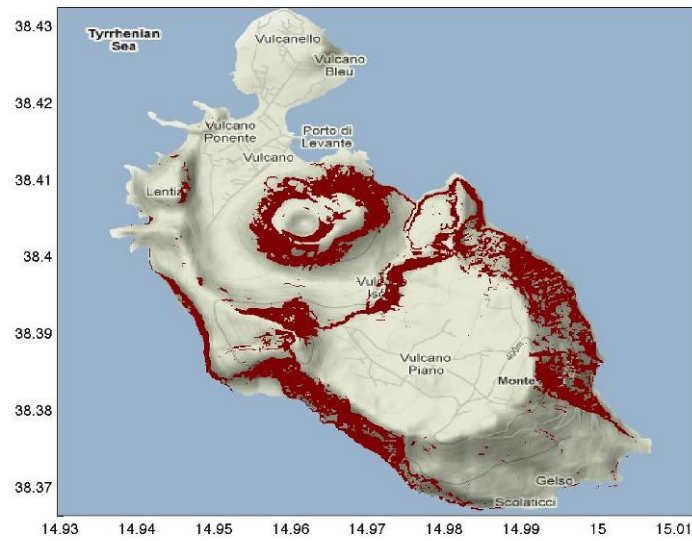 38.43
Tyrrhenian
Sea
Vulcanello
Vulcano
Bleu
38.42
Vulcano
Ponente
Porto di
Levante
Vulcano
38.41
Lentia
38.4
38.39
Vulcano
Piano
Monte
38.38
Gelso
38.37
Scolaticci
14.93
14.94
14.95
14.96
14.97
14.98
14.99
15
15.01